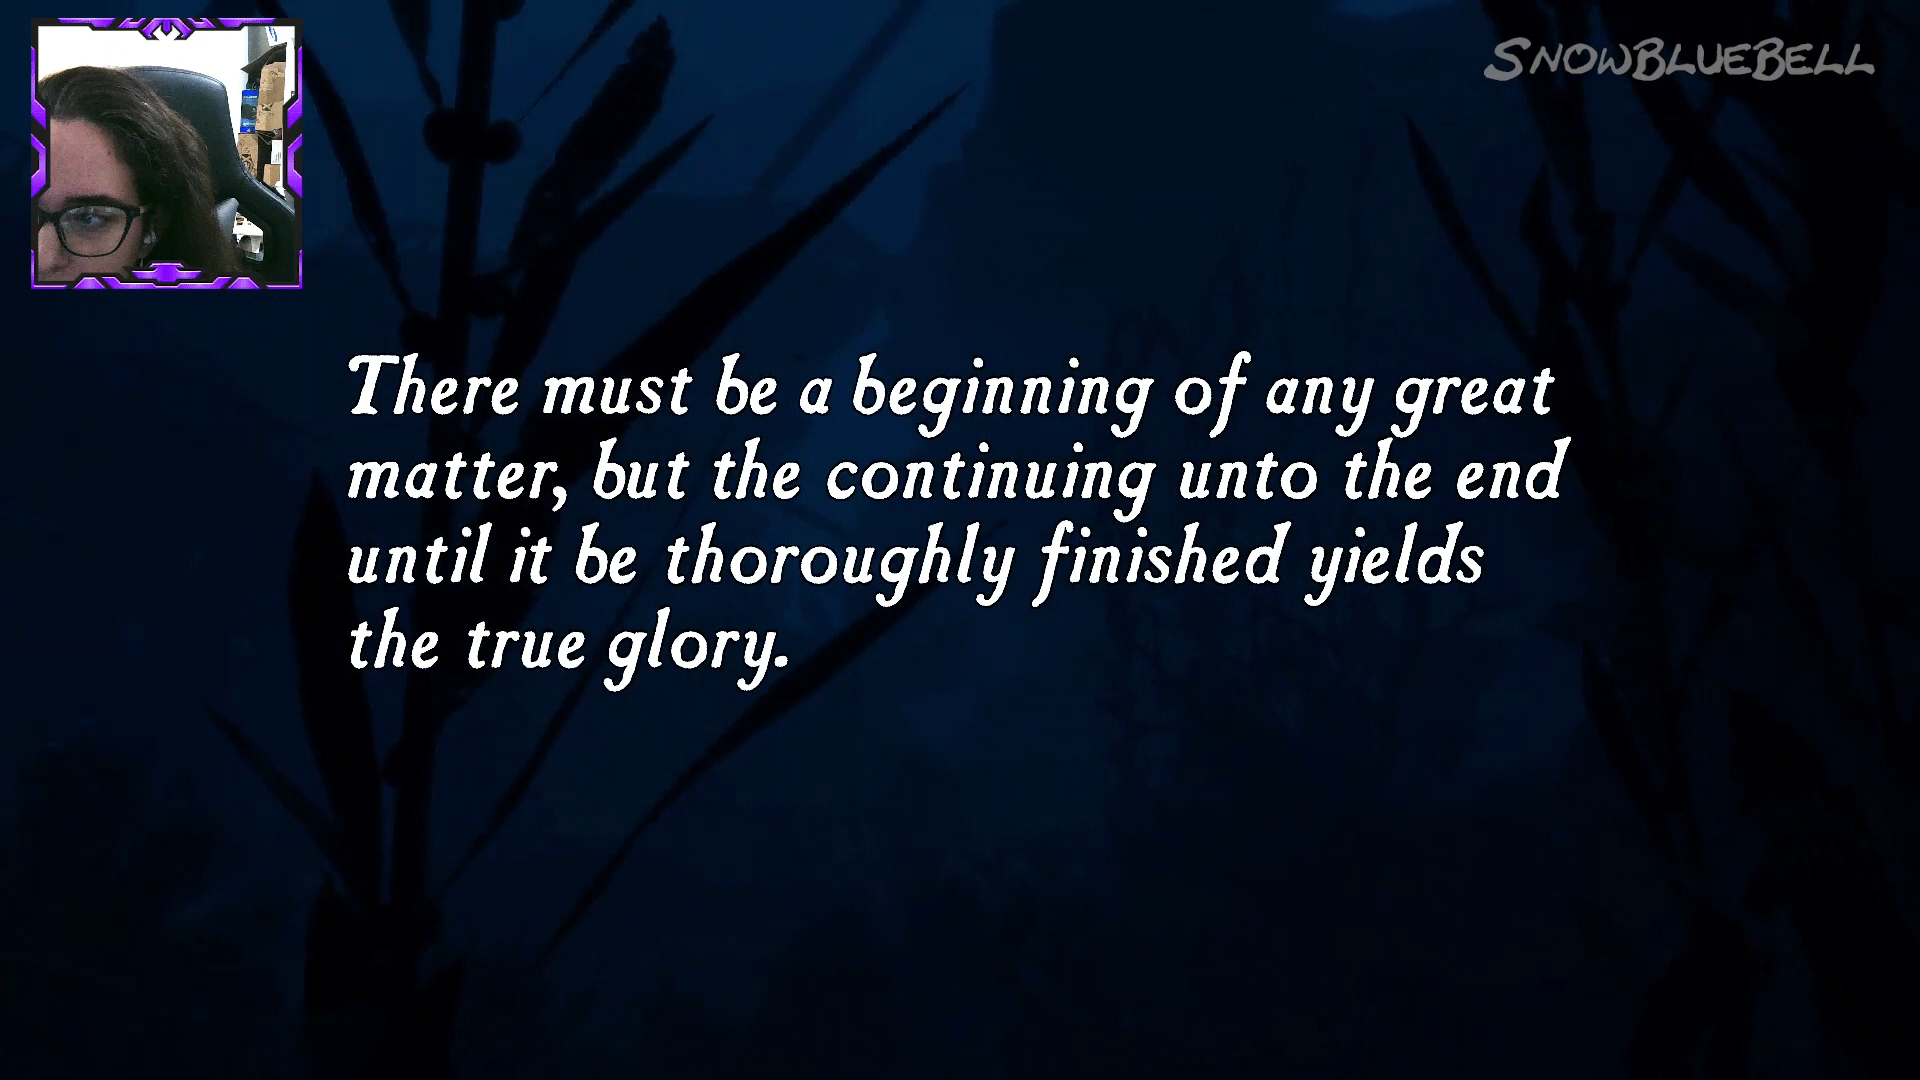 SNOWBLUEBELL
There must be a beginning of any great
matter, but the continuing unto the end
until it be thoroughly finished yields
the true glory.